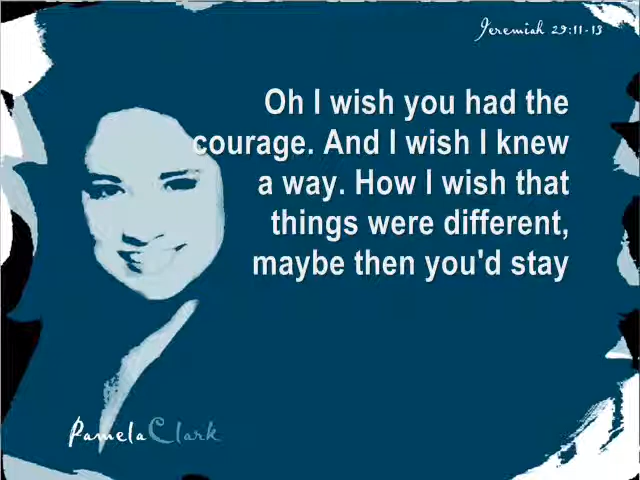 Jeremiah 29:11-13
Oh I wish you had the
courage. And I wish I knew
a way. How I wish that
things were different,
maybe then you'd stay
PamelaClark